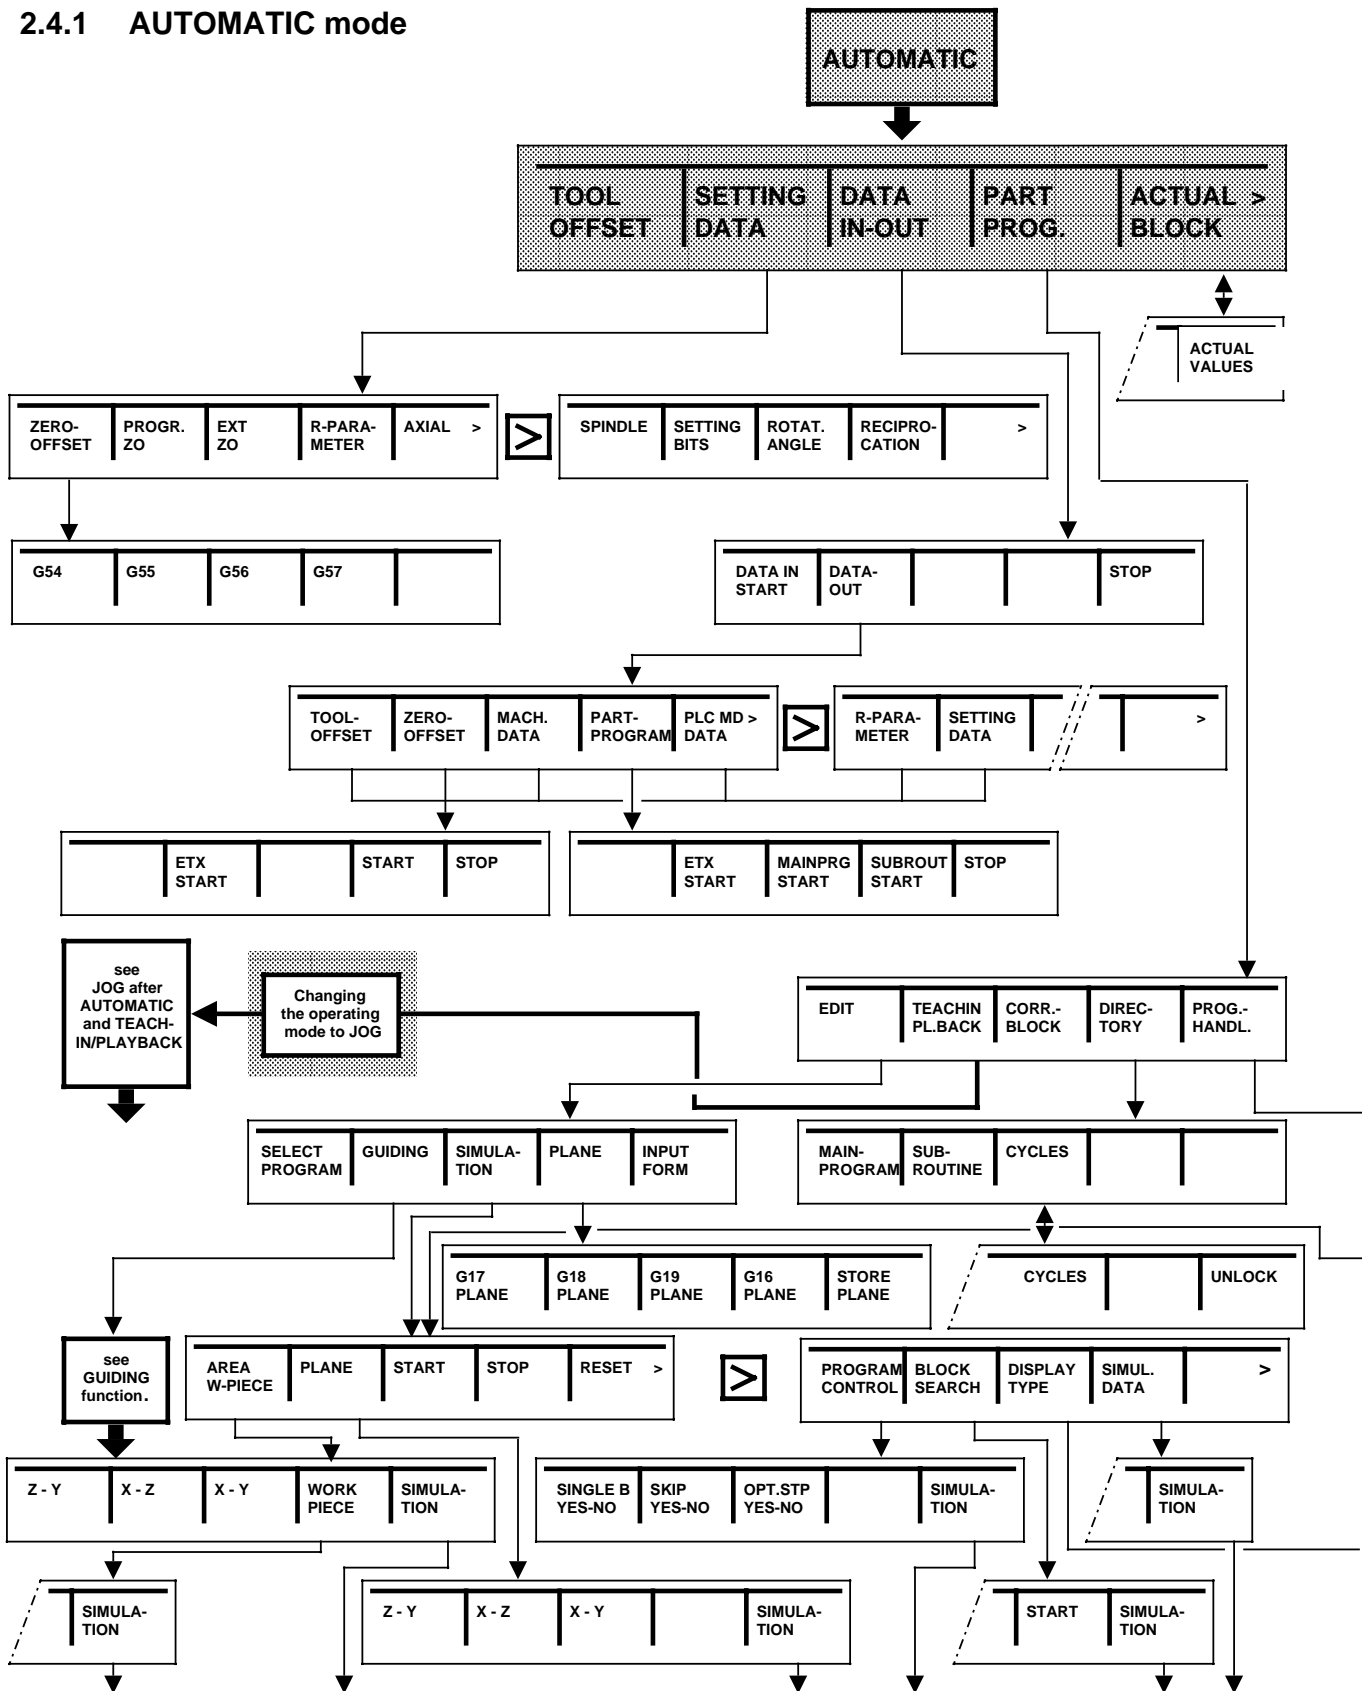 2.4.1 AUTOMATIC mode
AUTOMATIC
TOOL OFFSET
SETTING DATA
DATA IN-OUT
PART PROG.
ACTUAL > BLOCK
ACTUAL VALUES
ZERO- OFFSET
PROGR. ZO
EXT ZO
R-PARA- METER
AXIAL >
>
SPINDLE
SETTING BITS
ROTAT. ANGLE
RECIPRO- CATION
>
G54
G55
G56
G57
DATA IN START
DATA- OUT
STOP
TOOL- OFFSET
ZERO- OFFSET
MACH. DATA
PART- PROGRAM
PLC MD > DATA
>
R-PARA- METER
SETTING DATA
>
ETX START
START
STOP
ETX START
MAINPRG START
SUBROUT START
STOP
see
JOG after
AUTOMATIC
and TEACH-
IN/PLAYBACK
Changing
the operating
mode to JOG
EDIT
TEACHIN PL.BACK
CORR.- BLOCK
DIREC- TORY
PROG.- HANDL.
SELECT PROGRAM
GUIDING
SIMULA- TION
PLANE
INPUT FORM
MAIN- PROGRAM
SUB- ROUTINE
CYCLES
G17 PLANE
G18 PLANE
G19 PLANE
G16 PLANE
STORE PLANE
CYCLES
UNLOCK
see
GUIDING
function.
AREA W-PIECE
PLANE
START
STOP
RESET >
>
PROGRAM CONTROL
BLOCK SEARCH
DISPLAY TYPE
SIMUL. DATA
>
Z - Y
X - Z
X - Y
WORK PIECE
SIMULA- TION
SINGLE B YES-NO
SKIP YES-NO
OPT.STP YES-NO
SIMULA- TION
SIMULA- TION
SIMULA- TION
Z - Y
X - Z
X - Y
SIMULA- TION
START
SIMULA- TION